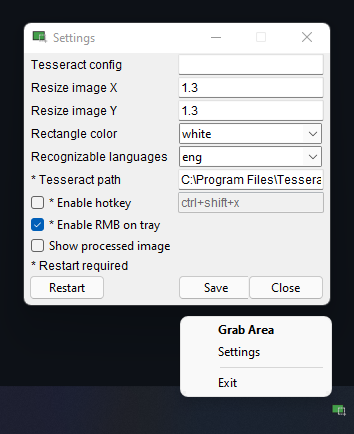 Settings
Tesseract config
Resize image X 1.3
Resize image Y 1.3
Rectangle color white
Recognizable languages eng
* Tesseract path C:\Program Files\Tessera
* Enable hotkey ctrl+shift+x
* Enable RMB on tray
Show processed image
* Restart required
Restart Save Close
Grab Area
Settings
Exit